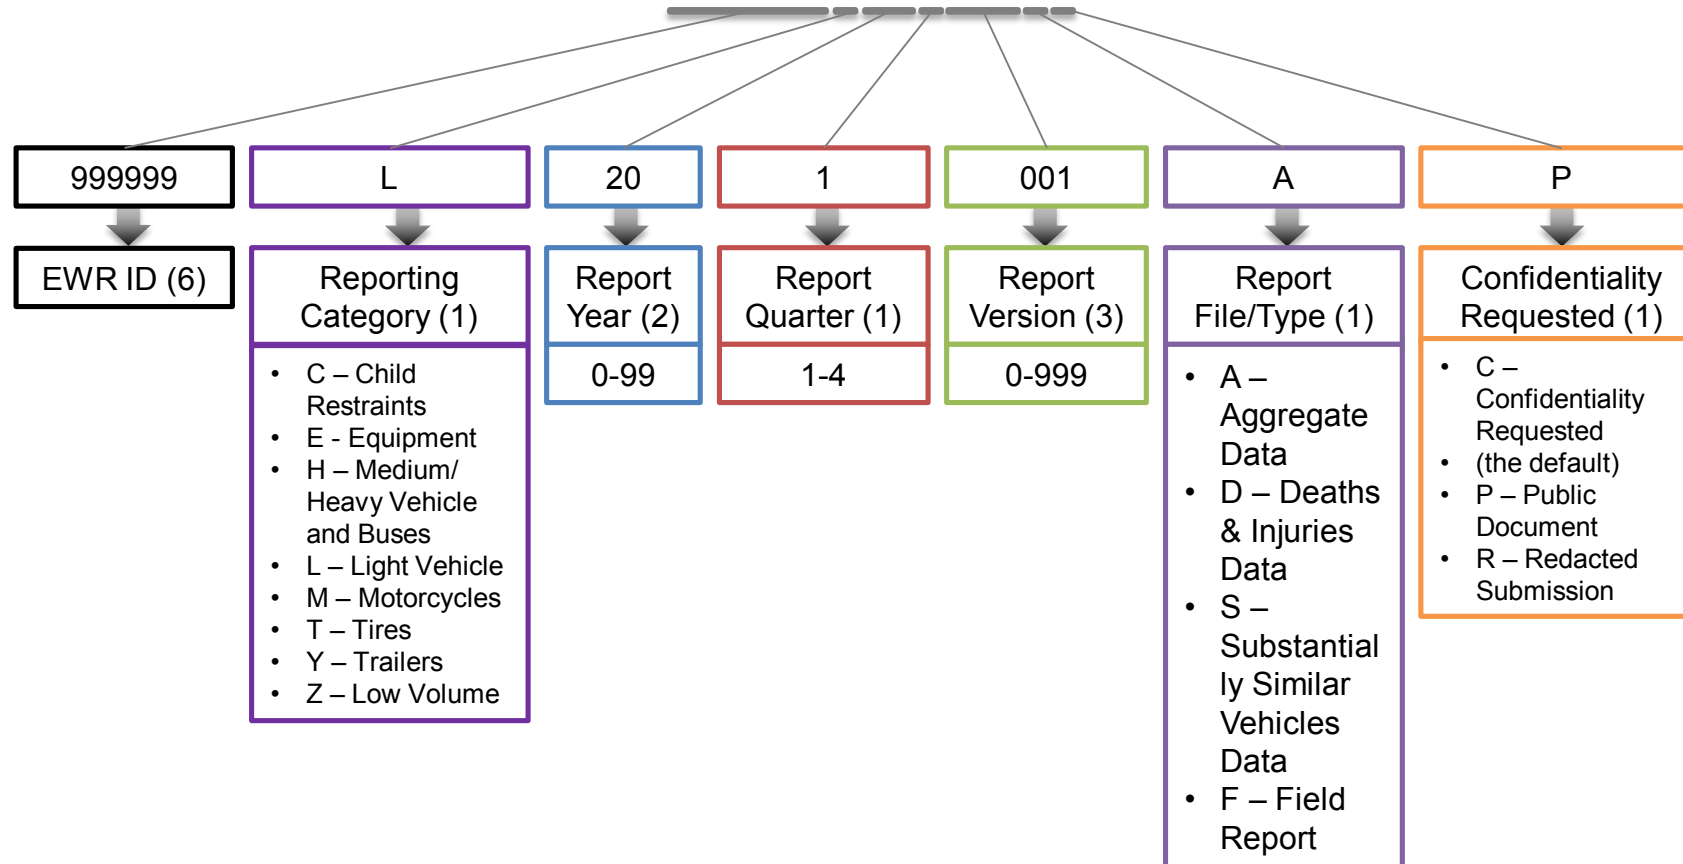 999999
L
20
1
001
A
P
EWR ID (6)
Reporting
Category (1)
• C – Child
Restraints
• E - Equipment
• H – Medium/
Heavy Vehicle
and Buses
• L – Light Vehicle
• M – Motorcycles
• T – Tires
• Y – Trailers
• Z – Low Volume
Report
Year (2)
0-99
Report
Quarter (1)
1-4
Report
Version (3)
0-999
Report
File/Type (1)
• A –
Aggregate
Data
• D – Deaths
& Injuries
Data
• S –
Substantial
ly Similar
Vehicles
Data
• F – Field
Report
Confidentiality
Requested (1)
• C –
Confidentiality
Requested
• (the default)
• P – Public
Document
• R – Redacted
Submission